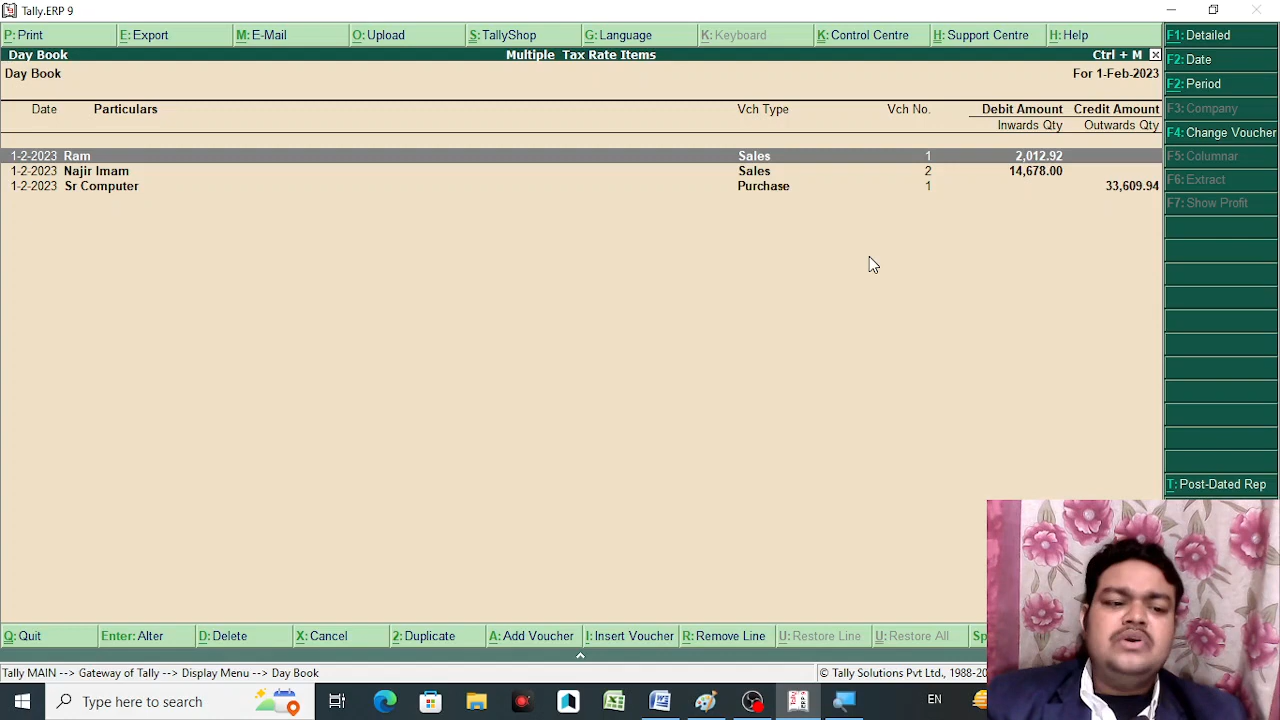 Tally.ERP 9
P: Print E: Export M: E-Mail O: Upload S: TallyShop G: Language K: Keyboard K: Control Centre H: Support Centre H: Help
F1: Detailed
Day Book Multiple Tax Rate Items Ctrl + M
F2: Date
Day Book For 1-Feb-2023
F2: Period
Date Particulars Vch Type Vch No. Debit Amount Credit Amount
F3: Company
Inwards Qty Outwards Qty
F4: Change Voucher
1-2-2023 Ram Sales 1 2,012.92
F5: Columnar
1-2-2023 Najir Imam Sales 2 14,678.00
F6: Extract
1-2-2023 Sr Computer Purchase 1 33,609.94
F7: Show Profit
T: Post-Dated Rep
Q: Quit Enter: Alter D: Delete X: Cancel 2: Duplicate A: Add Voucher I: Insert Voucher R: Remove Line U: Restore Line U: Restore All Sp
Tally MAIN --> Gateway of Tally --> Display Menu --> Day Book © Tally Solutions Pvt Ltd., 1988-20
Type here to search EN